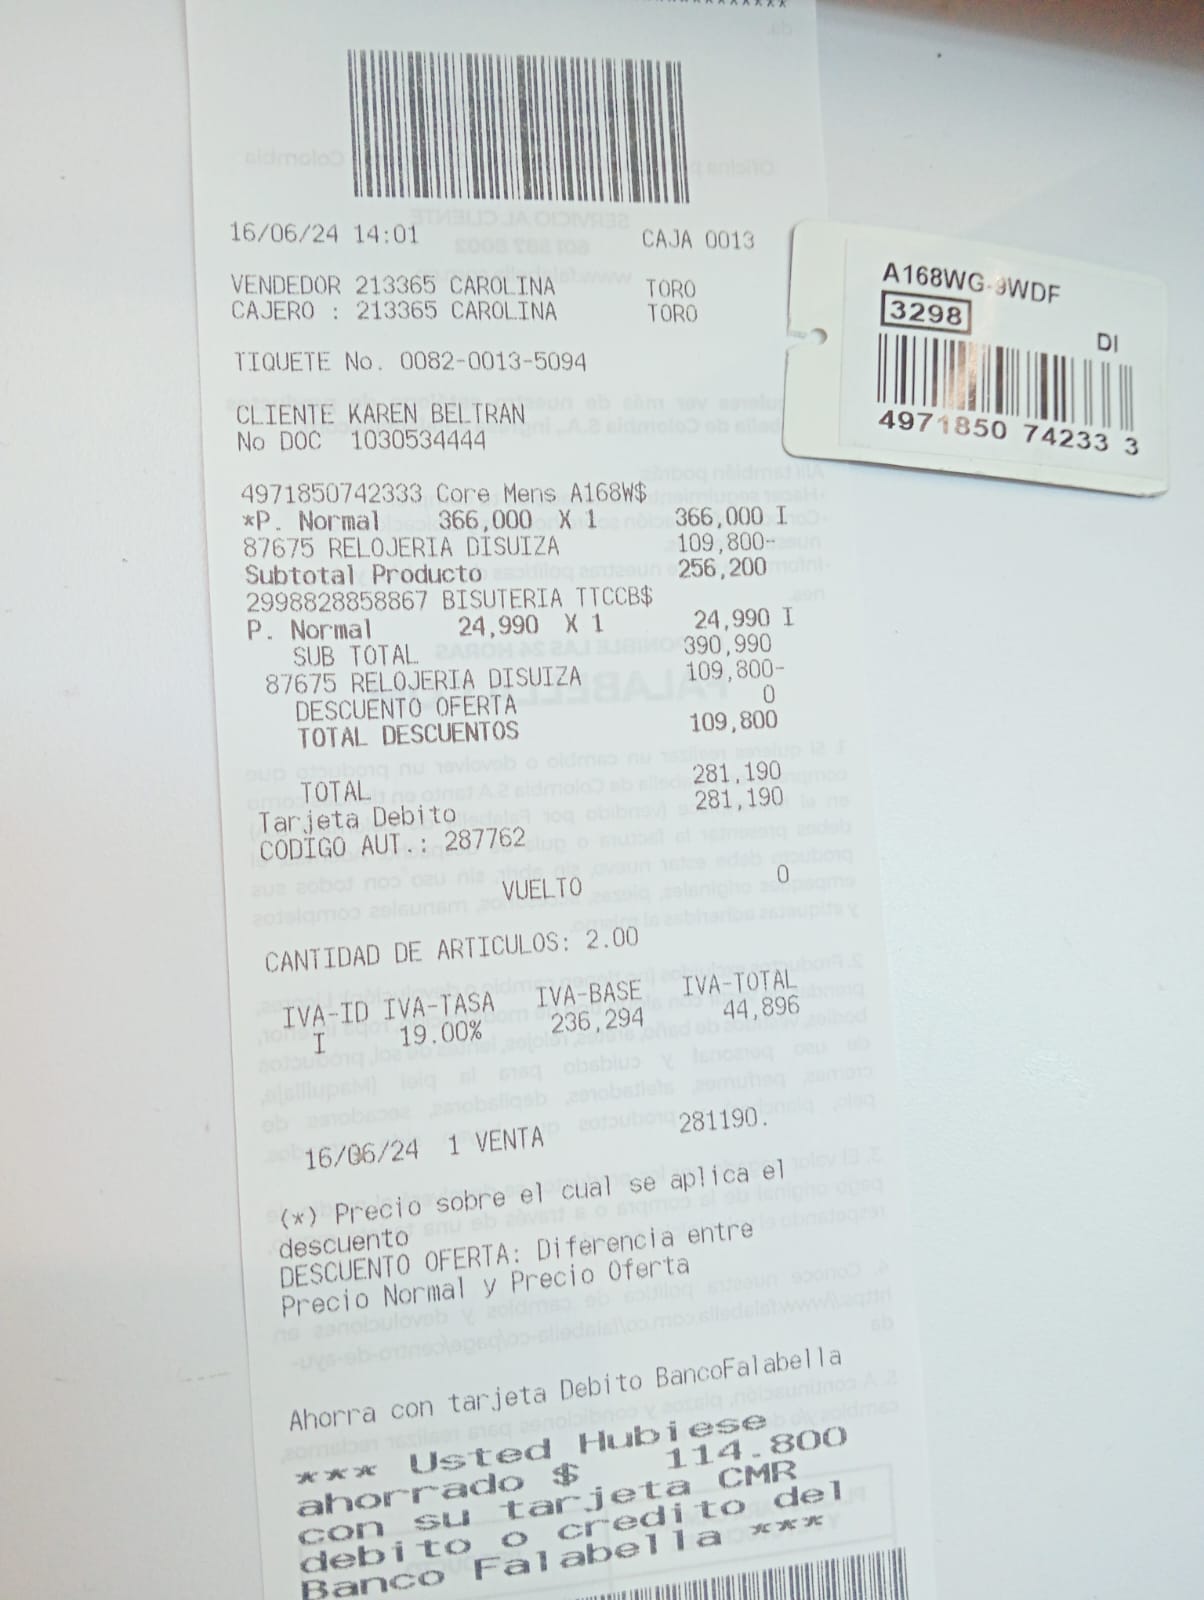 16/06/24 14:01 CAJA 0013
VENDEDOR 213365 CAROLINA TORO
CAJERO : 213365 CAROLINA TORO
TIQUETE No. 0082-0013-5094
CLIENTE KAREN BELTRAN
No DOC 1030534444
4971850742333 Core Mens A168W$
*P. Normal 366,000 X 1 366,000 I
87675 RELOJERIA DISUIZA 109,800-
Subtotal Producto 256,200
2998828858867 BISUTERIA TTCCB$
P. Normal 24,990 X 1 24,990 I
SUB TOTAL 390,990
87675 RELOJERIA DISUIZA 109,800-
DESCUENTO OFERTA 0
TOTAL DESCUENTOS 109,800
TOTAL 281,190
Tarjeta Debito 281,190
CODIGO AUT.: 287762
VUELTO 0
CANTIDAD DE ARTICULOS: 2.00
IVA-ID IVA-TASA IVA-BASE IVA-TOTAL
I 19.00% 236,294 44,896
16/06/24 1 VENTA 281190.
(*) Precio sobre el cual se aplica el
descuento
DESCUENTO OFERTA: Diferencia entre
Precio Normal y Precio Oferta
Ahorra con tarjeta Debito BancoFalabella
*** Usted Hubiese
ahorrado $ 114.800
con su tarjeta CMR
debito o credito del
Banco Falabella ***
A168WG-9WDF
3298
DI
4971850 74233 3